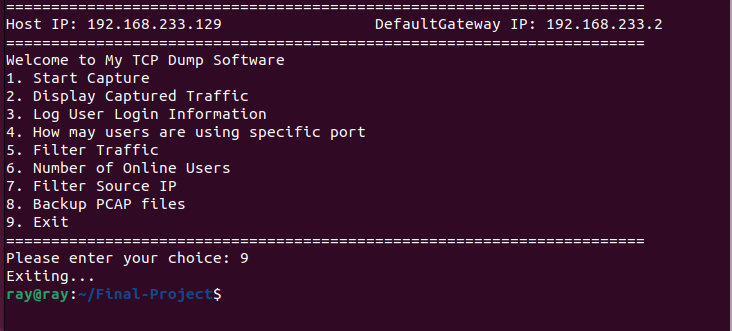 =======================================================================
Host IP: 192.168.233.129                 DefaultGateway IP: 192.168.233.2
=======================================================================
Welcome to My TCP Dump Software
1. Start Capture
2. Display Captured Traffic
3. Log User Login Information
4. How may users are using specific port
5. Filter Traffic
6. Number of Online Users
7. Filter Source IP
8. Backup PCAP files
9. Exit
=======================================================================
Please enter your choice: 9
Exiting...
ray@ray:~/Final-Project$